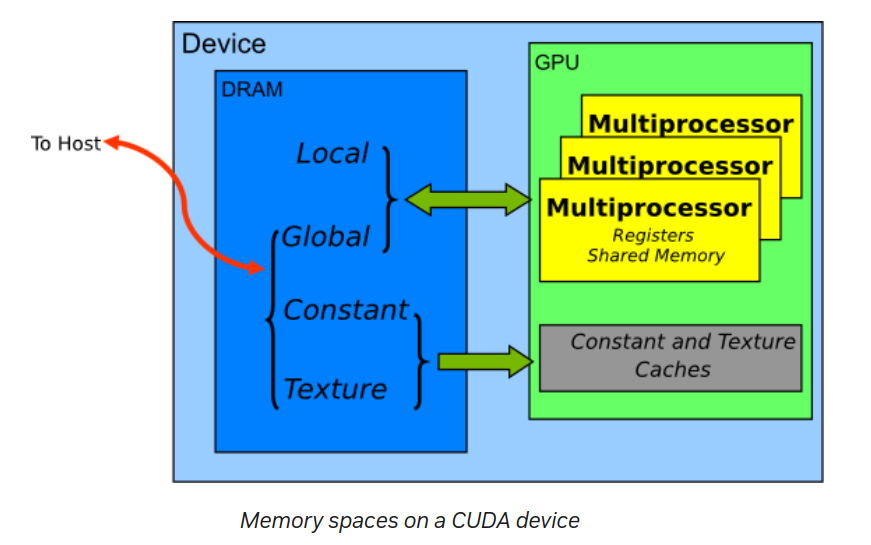 Device
GPU
DRAM
To Host
Local
Global
Constant
Texture
Multiprocessor
Multiprocessor
Multiprocessor
Registers
Shared Memory
Constant and Texture
Caches
Memory spaces on a CUDA device